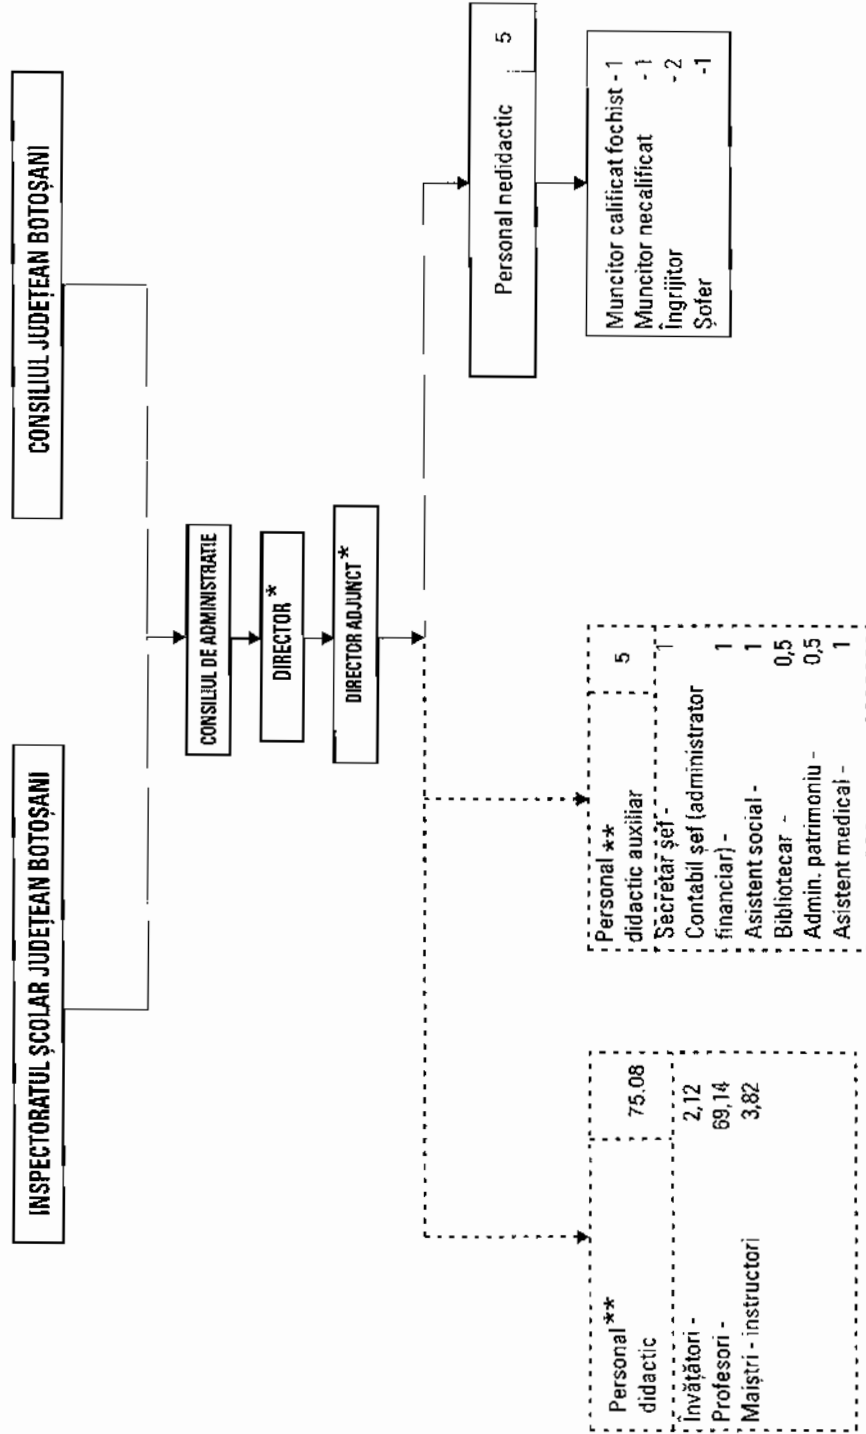 INSPECTORATUL ȘCOLAR JUDEȚEAN BOTOȘANI
CONSILIUL JUDEȚEAN BOTOȘANI
CONSILIUL DE ADMINISTRATIE
DIRECTOR *
DIRECTOR ADJUNCT *
Personal **
didactic 75.08
Învățători - 2,12
Profesori - 69,14
Maiștri - instructori 3,82
Personal **
didactic auxiliar 5
Secretar șef - 1
Contabil șef (administrator
financiar) - 1
Asistent social - 1
Bibliotecar - 0,5
Admin. patrimoniu - 0,5
Asistent medical - 1
Personal nedidactic 5
Muncitor calificat fochist - 1
Muncitor necalificat - 1
Îngrijitor - 2
Șofer -1